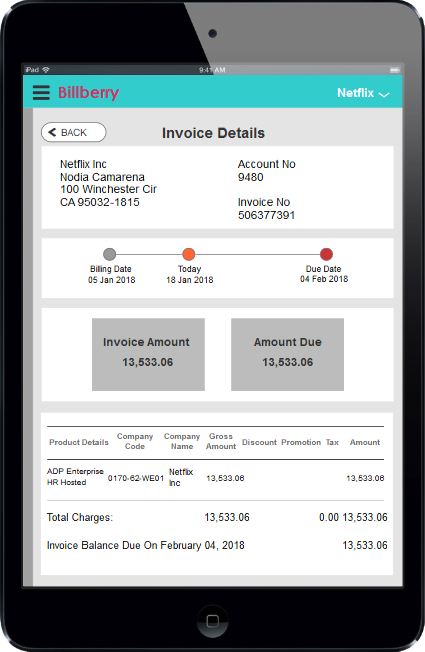 iPad 9:41 AM
Billberry Netflix
BACK Invoice Details
Netflix Inc
Nodia Camarena
100 Winchester Cir
CA 95032-1815
Account No
9480
Invoice No
506377391
Billing Date
05 Jan 2018
Today
18 Jan 2018
Due Date
04 Feb 2018
Invoice Amount
13,533.06
Amount Due
13,533.06
Product Details Company Code Company Name Gross Amount Discount Promotion Tax Amount
ADP Enterprise HR Hosted 0170-62-WE01 Netflix Inc 13,533.06 13,533.06
Total Charges: 13,533.06 0.00 13,533.06
Invoice Balance Due On February 04, 2018 13,533.06